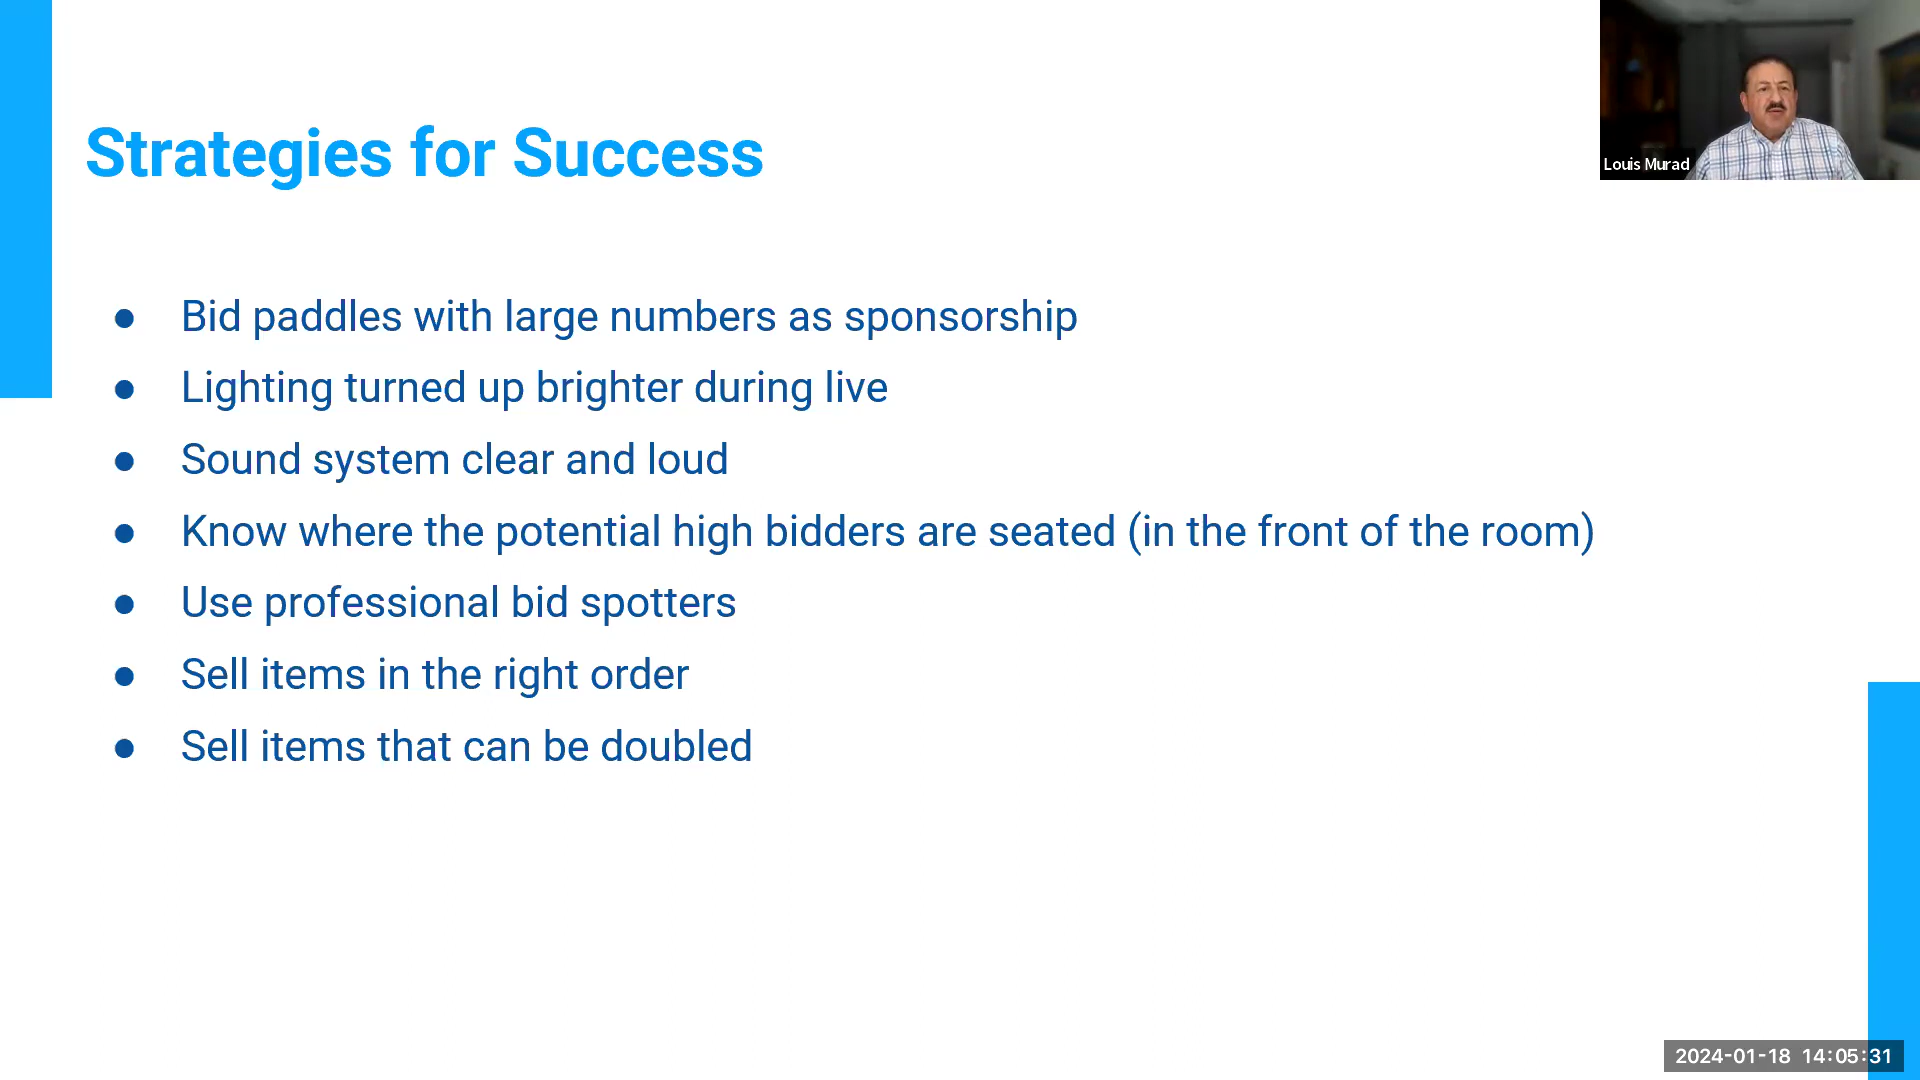 Strategies for Success
Louis Murad
● Bid paddles with large numbers as sponsorship
● Lighting turned up brighter during live
● Sound system clear and loud
● Know where the potential high bidders are seated (in the front of the room)
● Use professional bid spotters
● Sell items in the right order
● Sell items that can be doubled
2024-01-18 14:05:31